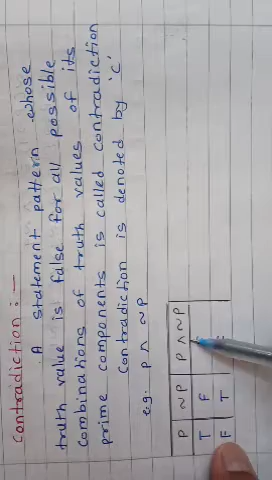 Contradiction :-
A statement pattern whose
truth value is false for all possible
combinations of truth values of its
prime components is called contradiction
Contradiction is denoted by 'c'
e.g. p ∧ ~p
P ~P P ∧ ~P
T F
F T